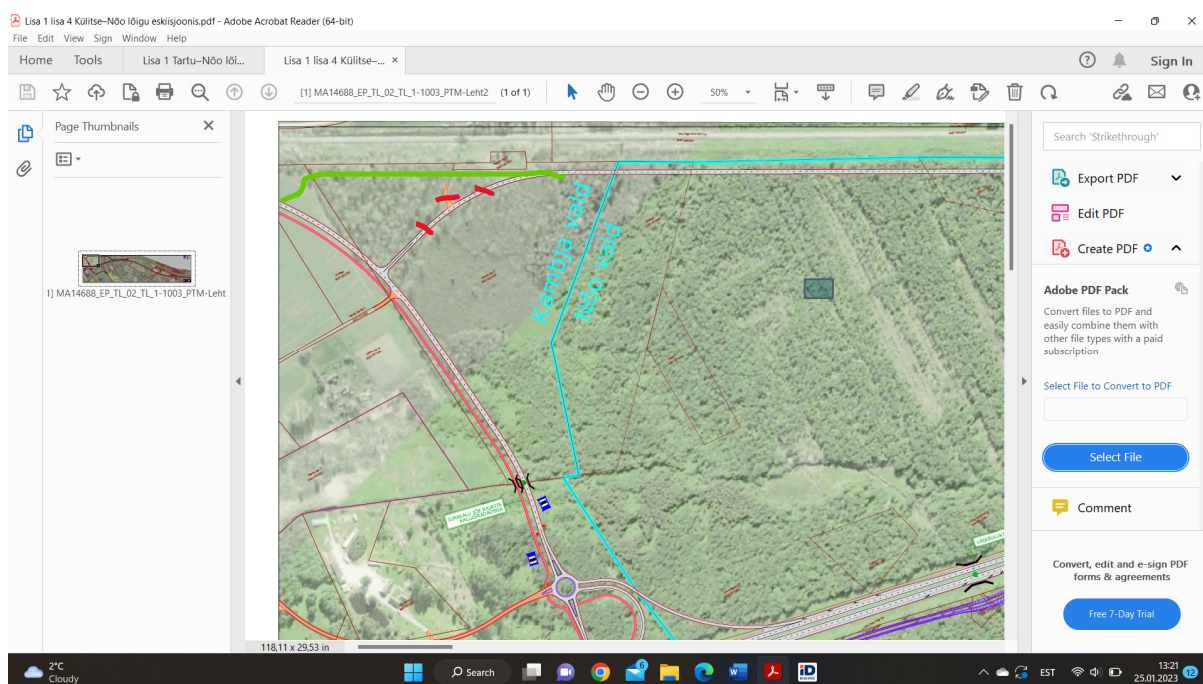 Lisa 1 lisa 4 Külitse–Nõo lõigu eskiisjoonis.pdf - Adobe Acrobat Reader (64-bit)
File Edit View Sign Window Help
Home Tools Lisa 1 Tartu–Nõo lõi... Lisa 1 lisa 4 Külitse–... × Sign In
[1] MA14688_EP_TL_02_TL_1-1003_PTM-Leht2 (1 of 1) 50%
Page Thumbnails
1] MA14688_EP_TL_02_TL_1-1003_PTM-Leht
Kambja vald
Nõo vald
118,11 x 29,53 in
Search 'Strikethrough'
Export PDF
Edit PDF
Create PDF
Adobe PDF Pack
Convert files to PDF and
easily combine them with
other file types with a paid
subscription
Select File to Convert to PDF
Select File
Comment
Convert, edit and e-sign PDF
forms & agreements
Free 7-Day Trial
2°C
Cloudy
Search
6
EST
13:21
25.01.2023
12